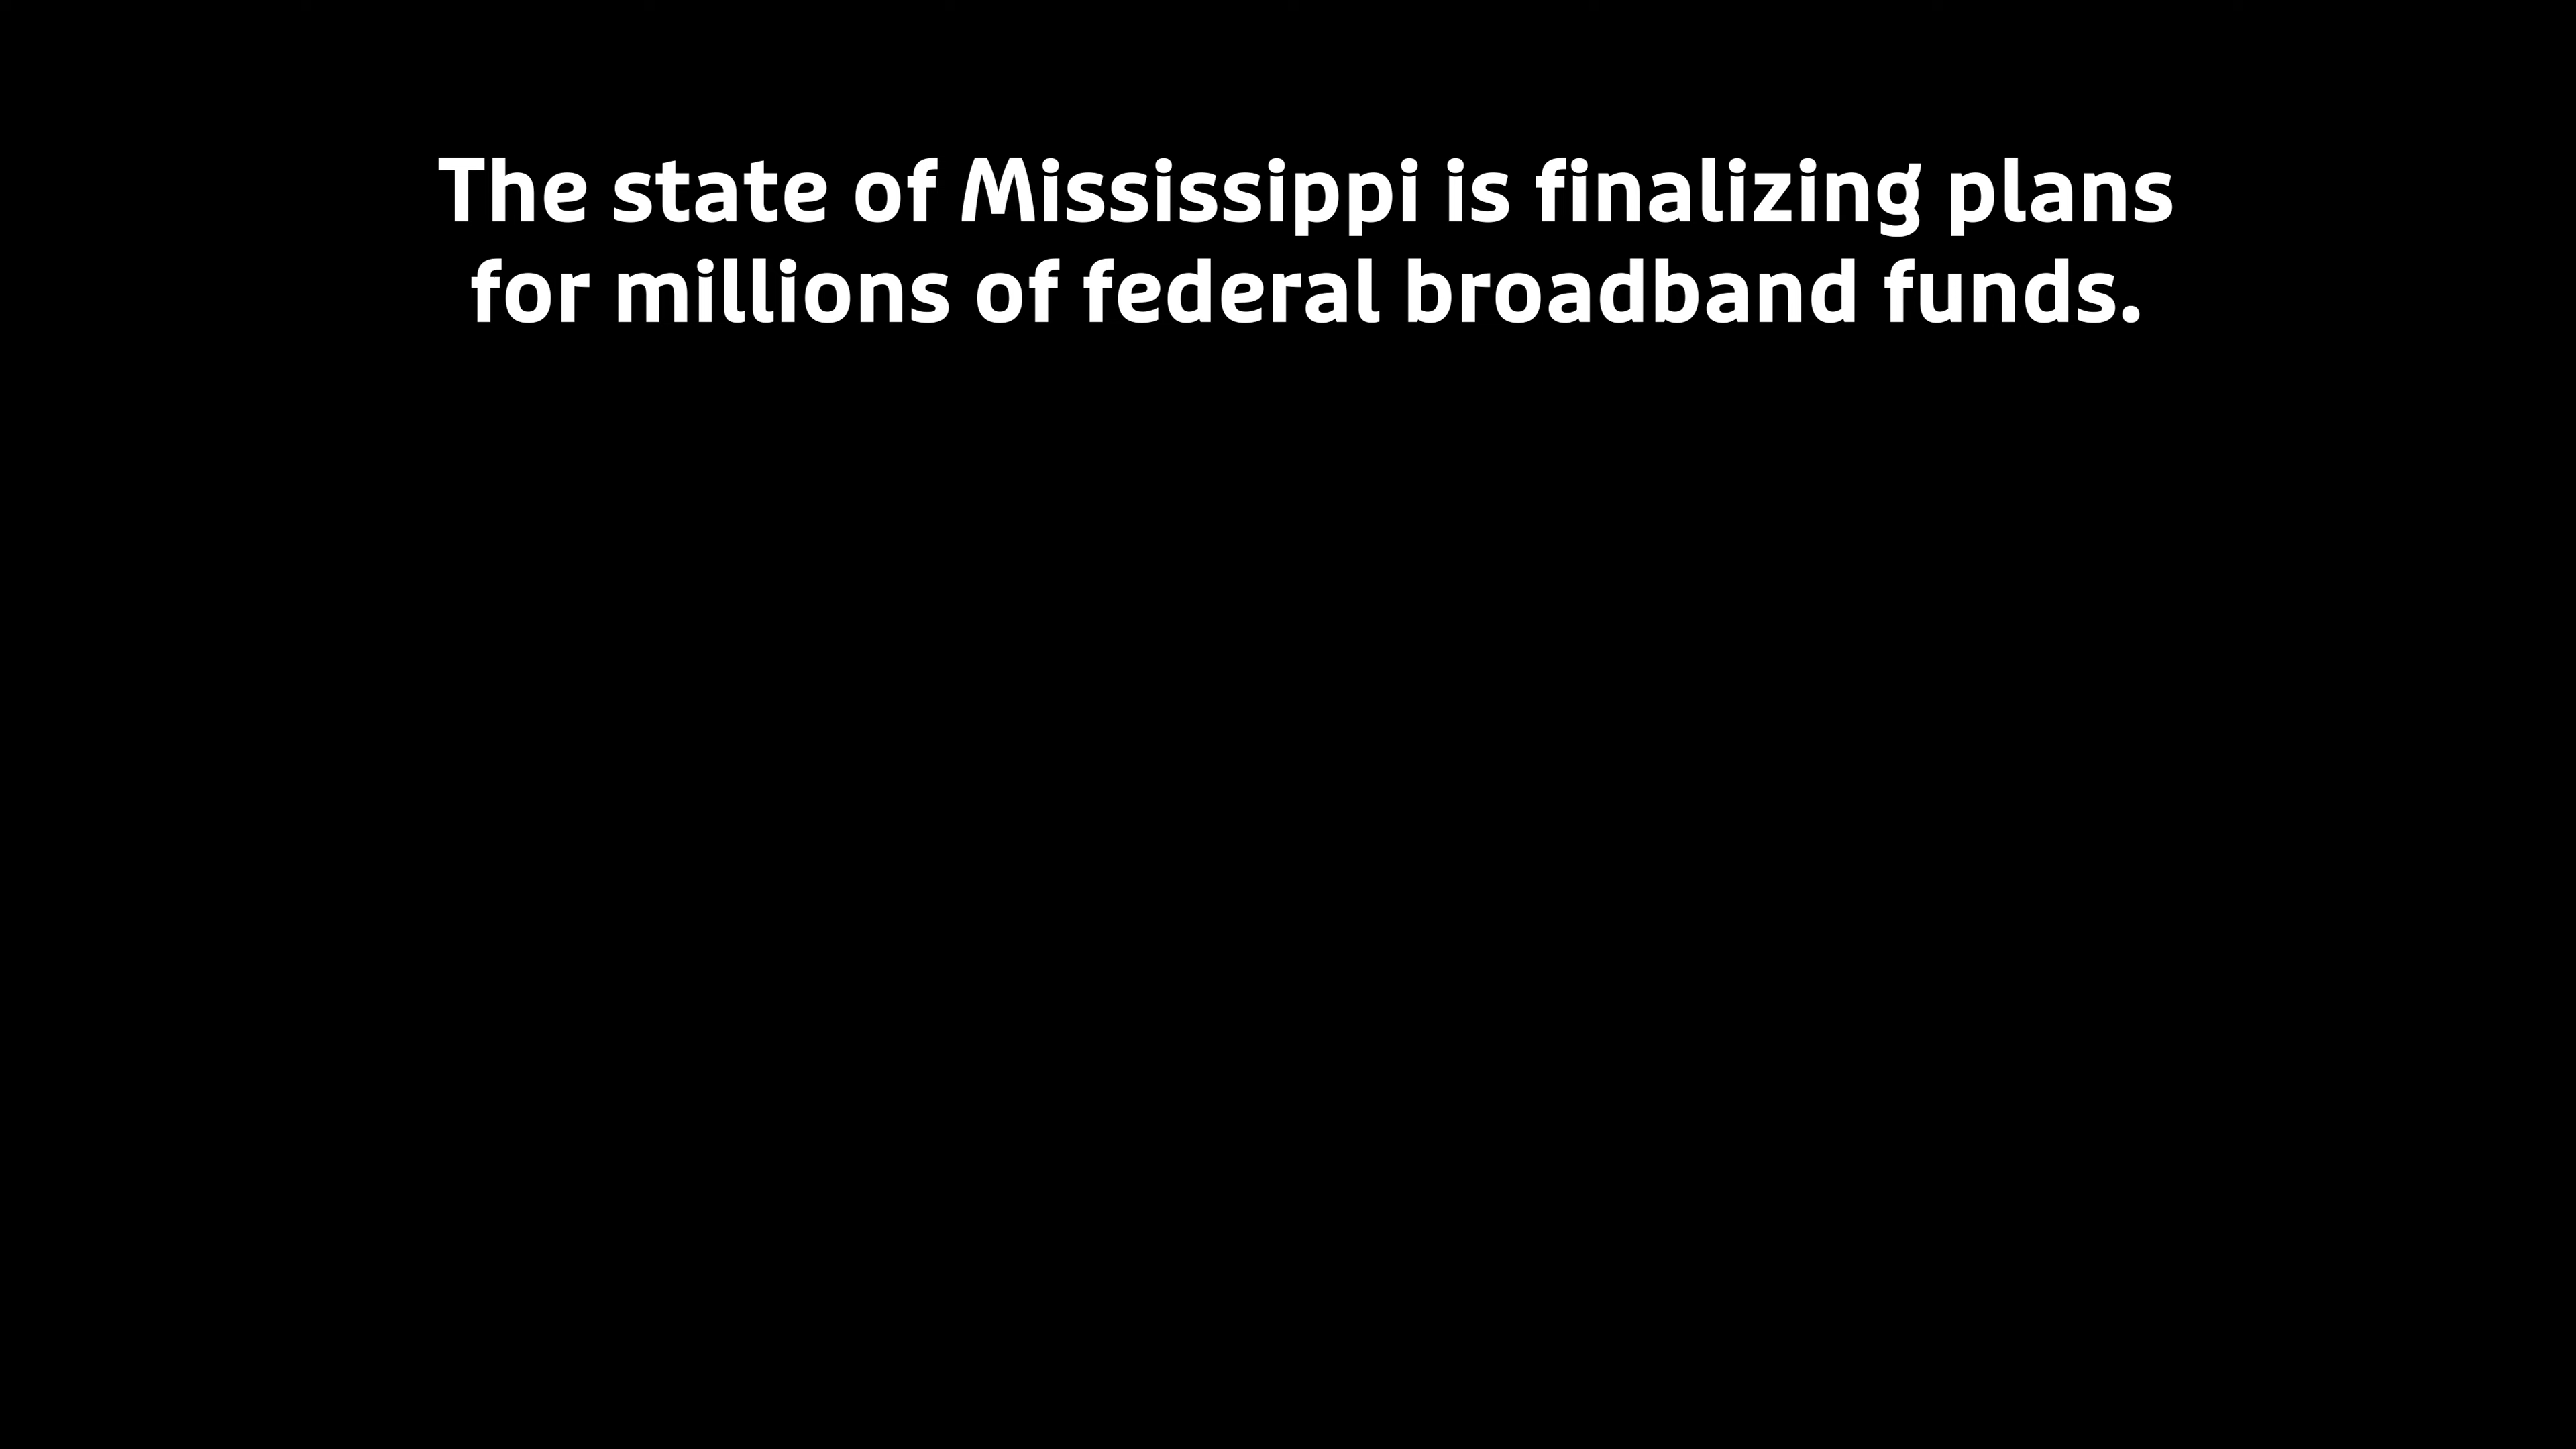 The state of Mississippi is finalizing plans
for millions of federal broadband funds.